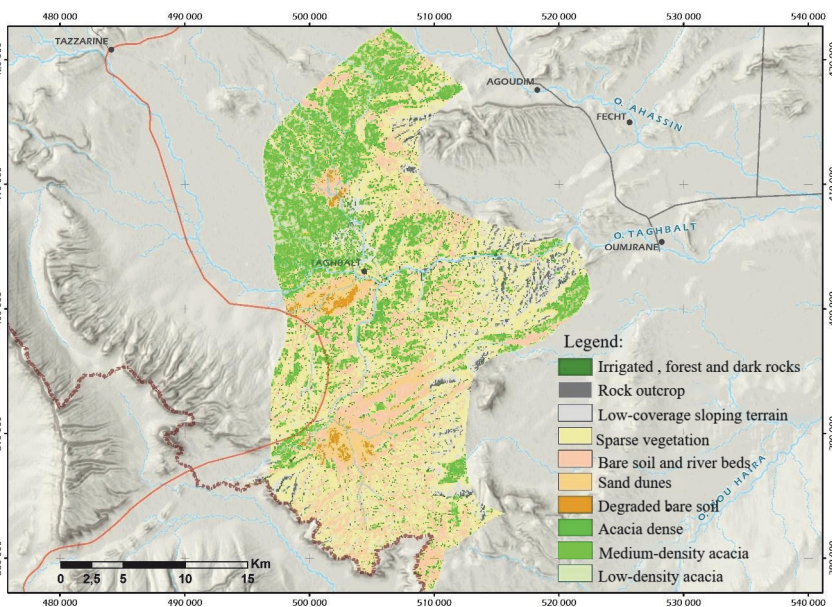 480 000 490 000 500 000 510 000 520 000 530 000 540 000
TAZZARINE
AGOUDIM
FECHT
O. AHASSIN
O. TAGHBALT
OUMJRANE
TAGHBALT
Legend:
Irrigated , forest and dark rocks
Rock outcrop
Low-coverage sloping terrain
Sparse vegetation
Bare soil and river beds
Sand dunes
Degraded bare soil
Acacia dense
Medium-density acacia
Low-density acacia
Km
0 2,5 5 10 15
480 000 490 000 500 000 510 000 520 000 530 000 540 000